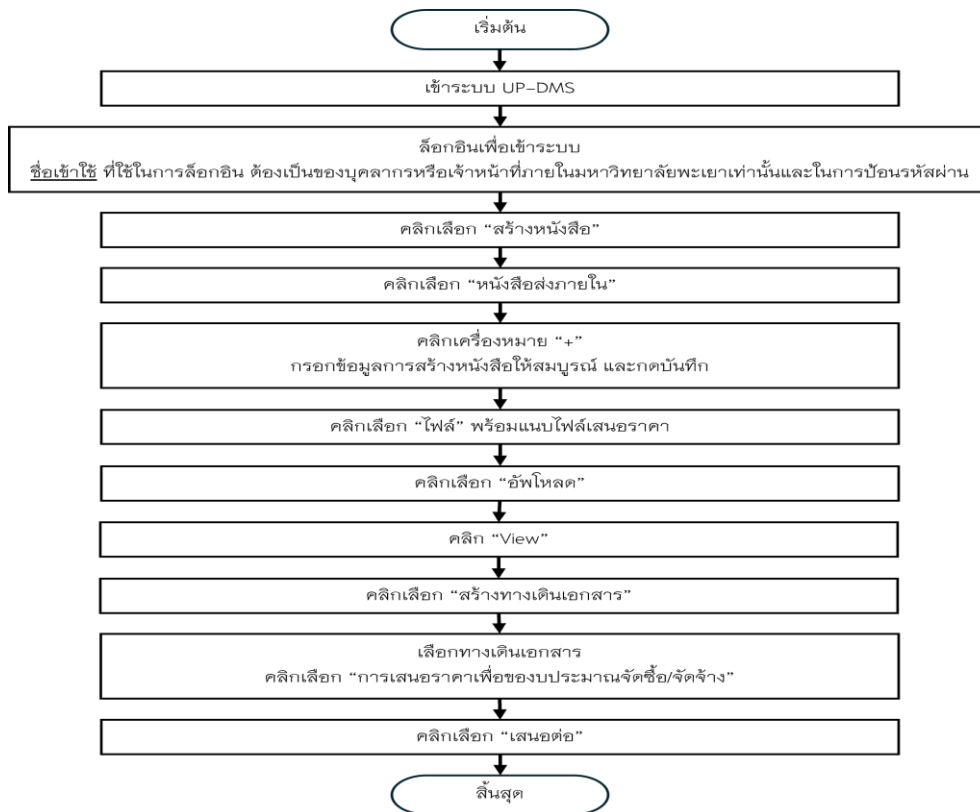 เริ่มต้น
เข้าระบบ UP-DMS
ล็อกอินเพื่อเข้าระบบ
ชื่อเข้าใช้ ที่ใช้ในการล็อกอิน ต้องเป็นของบุคลากรหรือเจ้าหน้าที่ภายในมหาวิทยาลัยพะเยาเท่านั้นและในการป้อนรหัสผ่าน
คลิกเลือก “สร้างหนังสือ”
คลิกเลือก “หนังสือส่งภายใน”
คลิกเครื่องหมาย “+”
กรอกข้อมูลการสร้างหนังสือให้สมบูรณ์ และกดบันทึก
คลิกเลือก “ไฟล์” พร้อมแนบไฟล์เสนอราคา
คลิกเลือก “อัพโหลด”
คลิก “View”
คลิกเลือก “สร้างทางเดินเอกสาร”
เลือกทางเดินเอกสาร
คลิกเลือก “การเสนอราคาเพื่อของบประมาณจัดซื้อ/จัดจ้าง”
คลิกเลือก “เสนอต่อ”
สิ้นสุด